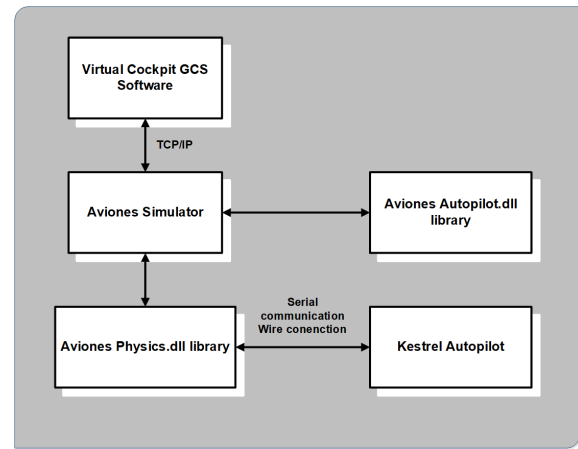 Virtual Cockpit GCS
Software
TCP/IP
Aviones Simulator
Aviones Autopilot.dll
library
Serial
communication
Wire conenction
Aviones Physics.dll library
Kestrel Autopilot